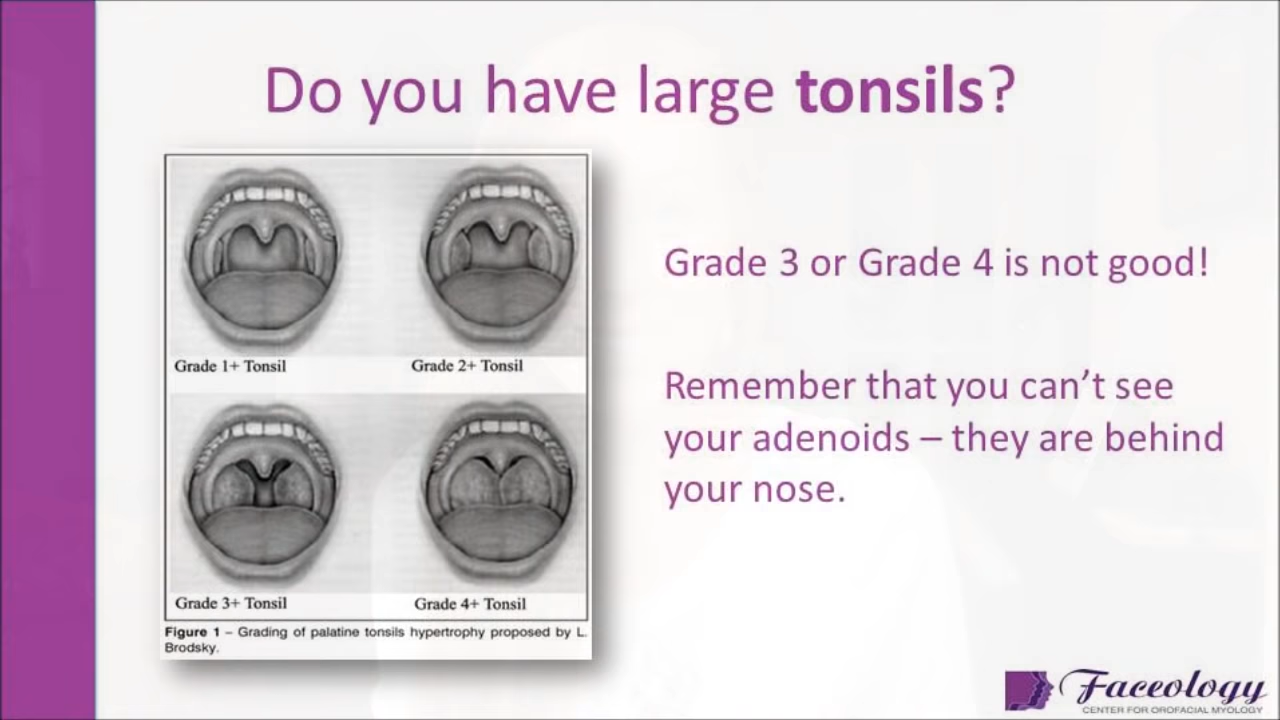 Do you have large tonsils?
Grade 1+ Tonsil
Grade 2+ Tonsil
Grade 3+ Tonsil
Grade 4+ Tonsil
Figure 1 – Grading of palatine tonsils hypertrophy proposed by L.
Brodsky.
Grade 3 or Grade 4 is not good!
Remember that you can’t see
your adenoids – they are behind
your nose.
Faceology
CENTER FOR OROFACIAL MYOLOGY